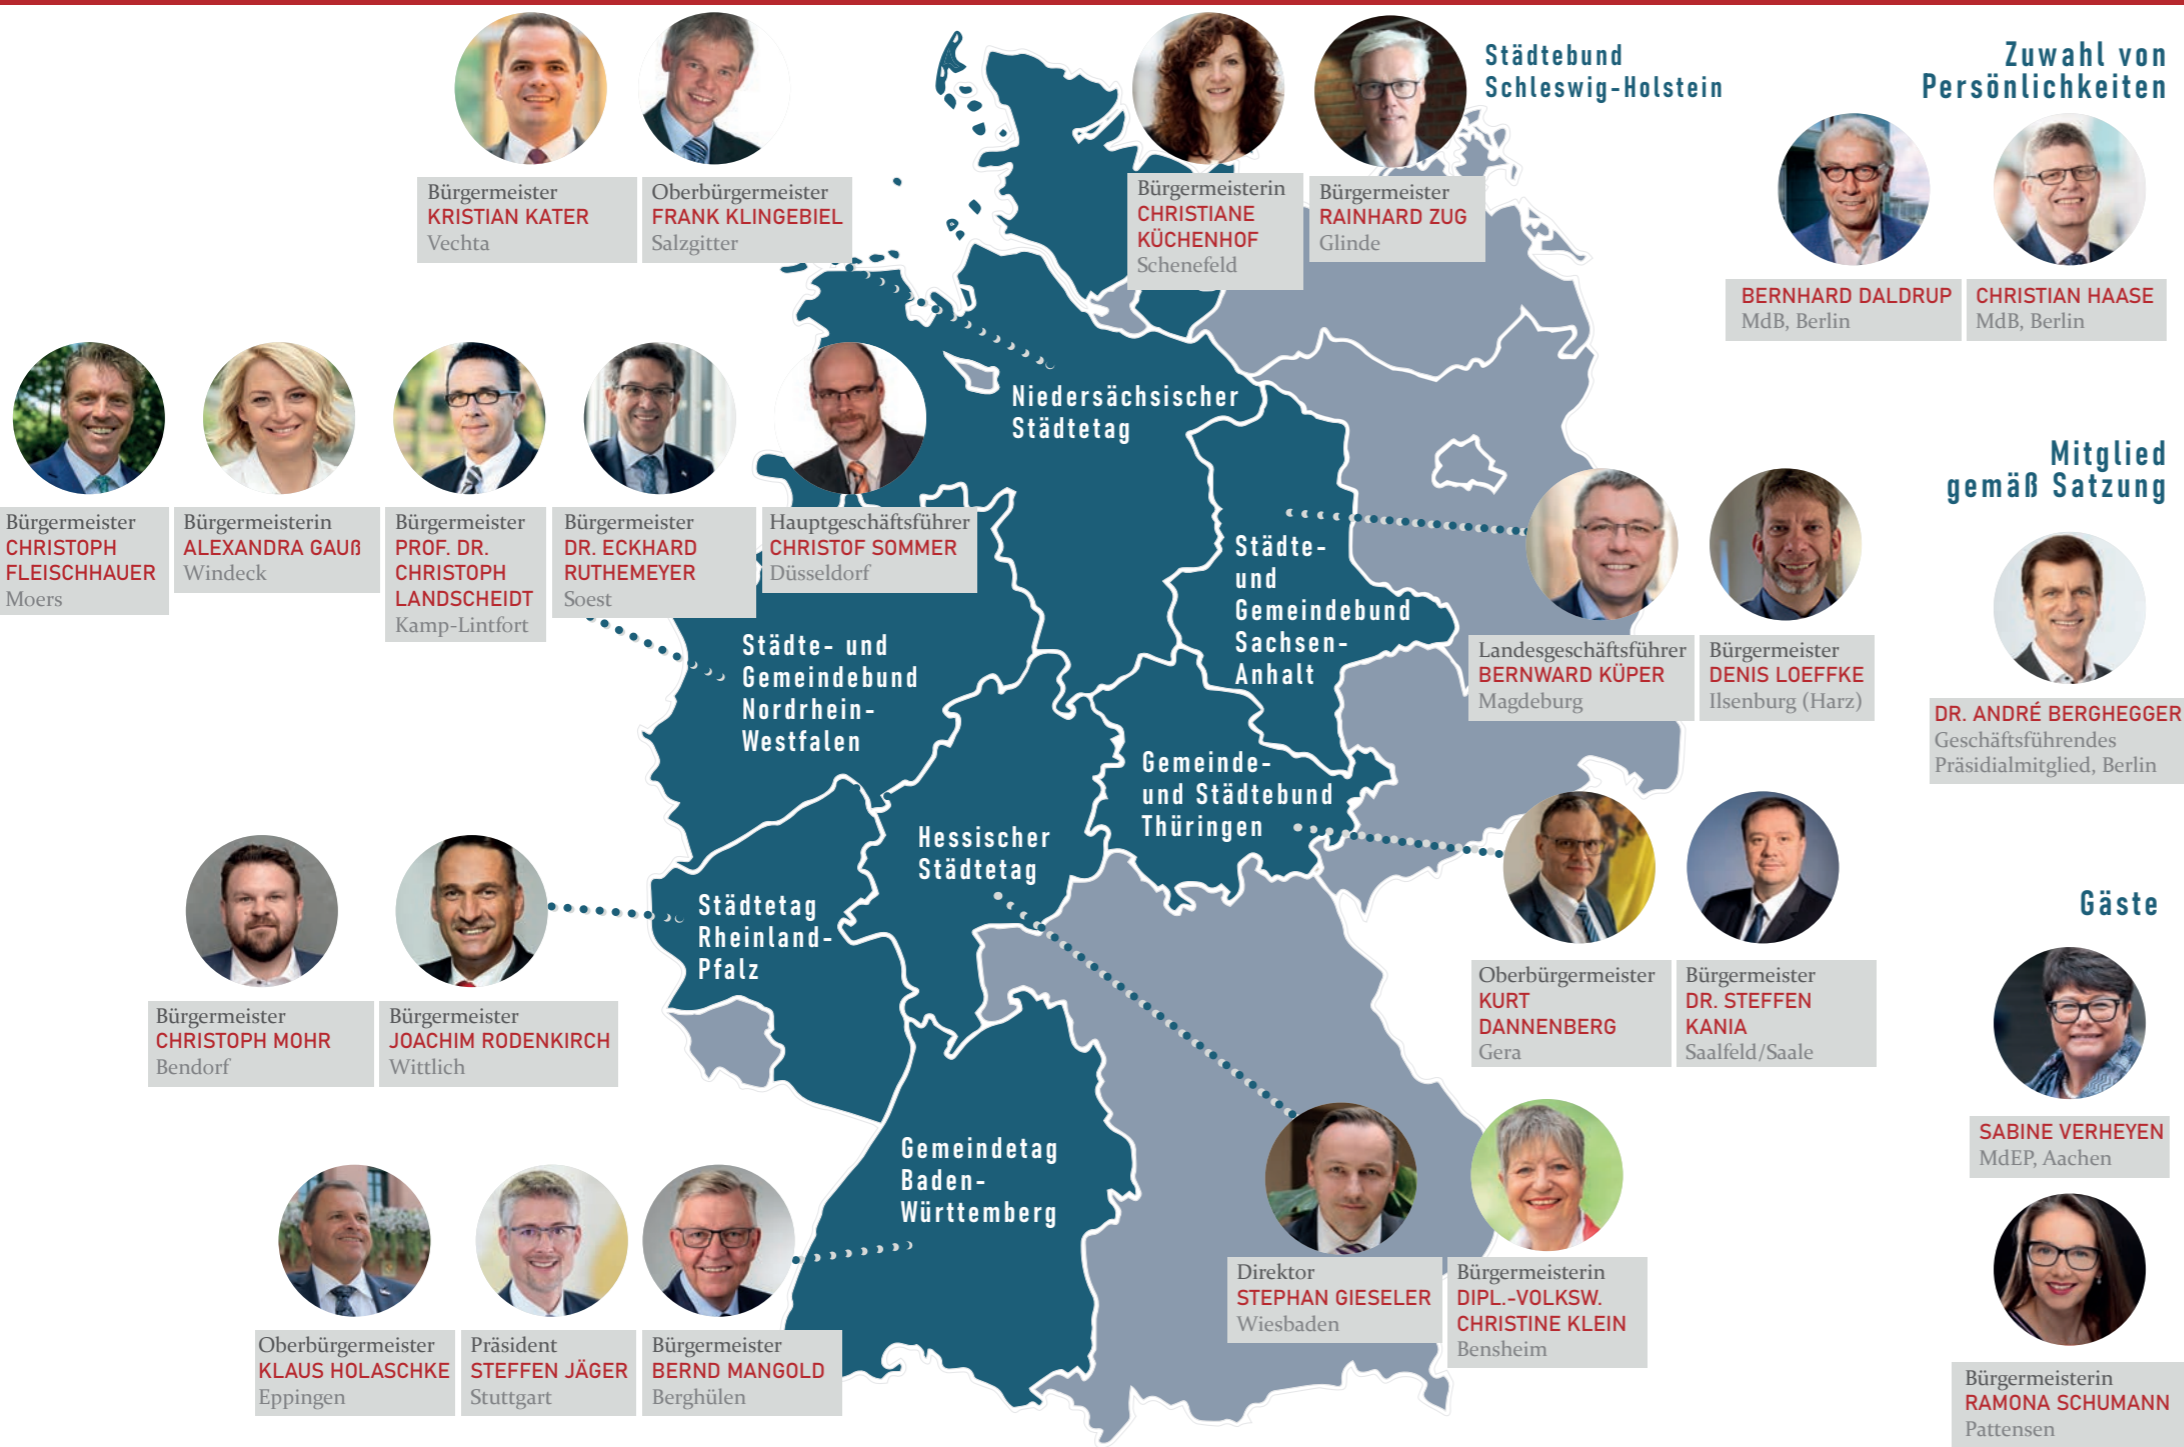 Städtebund
Schleswig-Holstein
Zuwahl von
Persönlichkeiten
Bürgermeister
KRISTIAN KATER
Vechta
Oberbürgermeister
FRANK KLINGEBIEL
Salzgitter
Bürgermeisterin
CHRISTIANE
KÜCHENHOF
Schenefeld
Bürgermeister
RAINHARD ZUG
Glinde
BERNHARD DALDRUP
MdB, Berlin
CHRISTIAN HAASE
MdB, Berlin
Niedersächsischer
Städtetag
Mitglied
gemäß Satzung
Bürgermeister
CHRISTOPH
FLEISCHHAUER
Moers
Bürgermeisterin
ALEXANDRA GAUß
Windeck
Bürgermeister
PROF. DR.
CHRISTOPH
LANDSCHEIDT
Kamp-Lintfort
Bürgermeister
DR. ECKHARD
RUTHEMEYER
Soest
Hauptgeschäftsführer
CHRISTOF SOMMER
Düsseldorf
Städte-
und
Gemeindebund
Sachsen-
Anhalt
Städte- und
Gemeindebund
Nordrhein-
Westfalen
Landesgeschäftsführer
BERNWARD KÜPER
Magdeburg
Bürgermeister
DENIS LOEFFKE
Ilsenburg (Harz)
DR. ANDRÉ BERGHEGGER
Geschäftsführendes
Präsidialmitglied, Berlin
Gemeinde-
und Städtebund
Thüringen
Hessischer
Städtetag
Städtetag
Rheinland-
Pfalz
Gäste
Bürgermeister
CHRISTOPH MOHR
Bendorf
Bürgermeister
JOACHIM RODENKIRCH
Wittlich
Oberbürgermeister
KURT
DANNENBERG
Gera
Bürgermeister
DR. STEFFEN
KANIA
Saalfeld/Saale
SABINE VERHEYEN
MdEP, Aachen
Gemeindetag
Baden-
Württemberg
Oberbürgermeister
KLAUS HOLASCHKE
Eppingen
Präsident
STEFFEN JÄGER
Stuttgart
Bürgermeister
BERND MANGOLD
Berghülen
Direktor
STEPHAN GIESELER
Wiesbaden
Bürgermeisterin
DIPL.-VOLKSW.
CHRISTINE KLEIN
Bensheim
Bürgermeisterin
RAMONA SCHUMANN
Pattensen